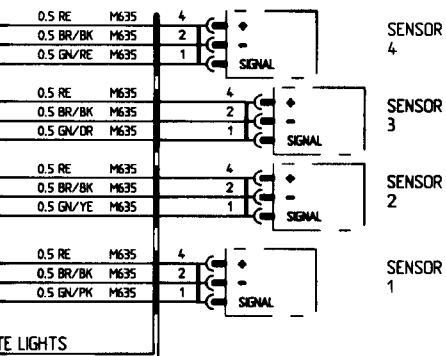 0.5 RE M635 4 +
0.5 BR/BK M635 2 -
0.5 GN/RE M635 1 SIGNAL
SENSOR
4
0.5 RE M635 4 +
0.5 BR/BK M635 2 -
0.5 GN/OR M635 1 SIGNAL
SENSOR
3
0.5 RE M635 4 +
0.5 BR/BK M635 2 -
0.5 GN/YE M635 1 SIGNAL
SENSOR
2
0.5 RE M635 4 +
0.5 BR/BK M635 2 -
0.5 GN/PK M635 1 SIGNAL
SENSOR
1
TE LIGHTS